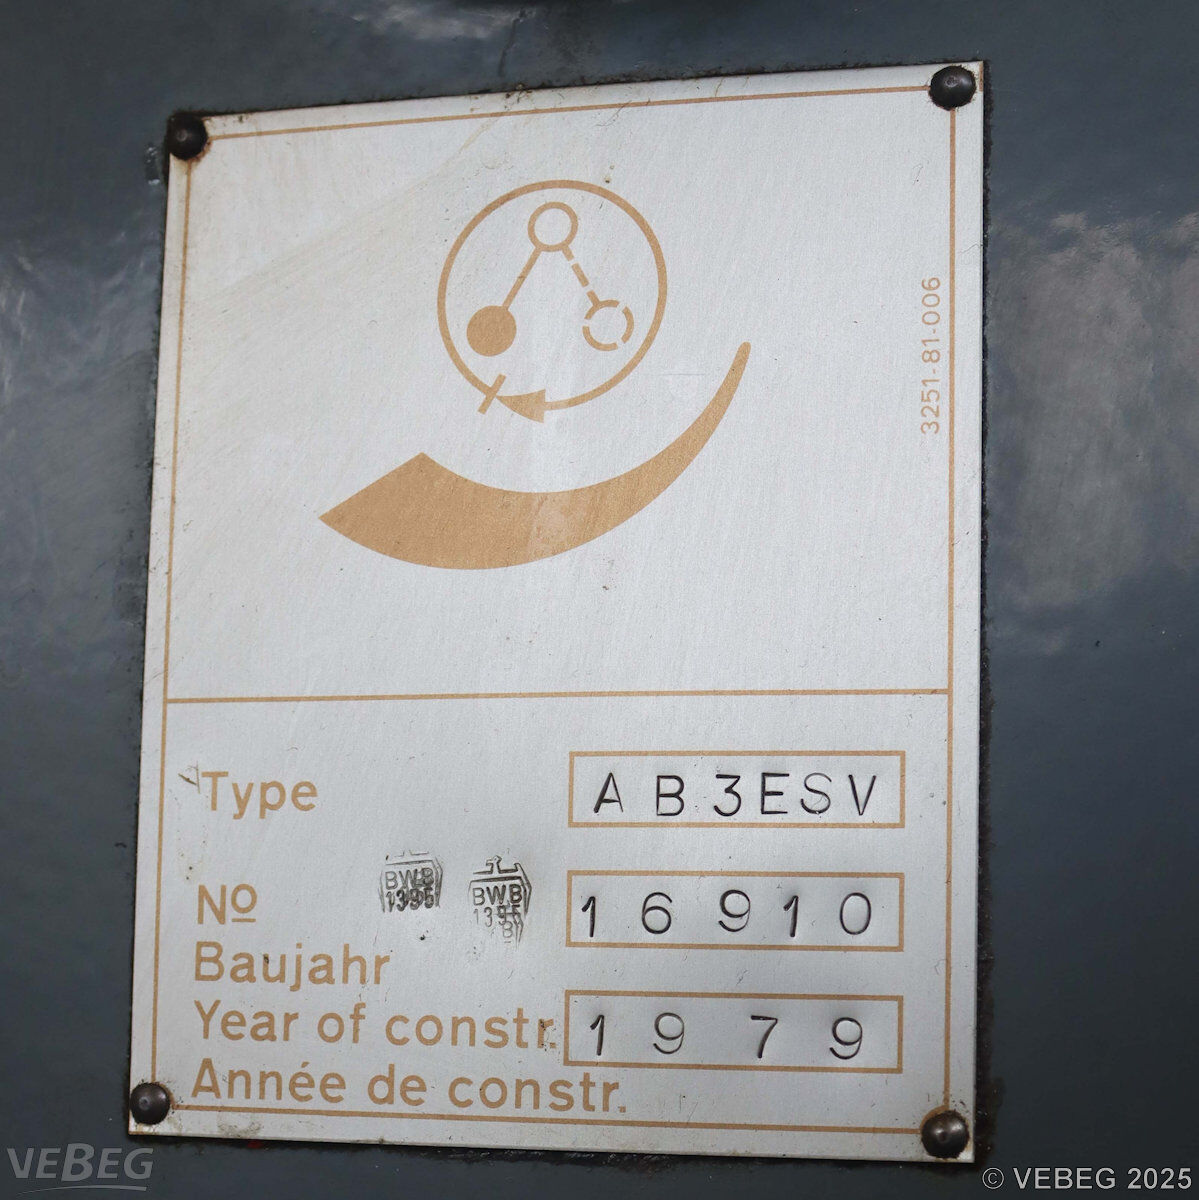 3251-81-006
Type AB3ESV
BWB BWB
1395 1395
Nº 16910
Baujahr
Year of constr. 1979
Année de constr.
VEBEG
© VEBEG 2025